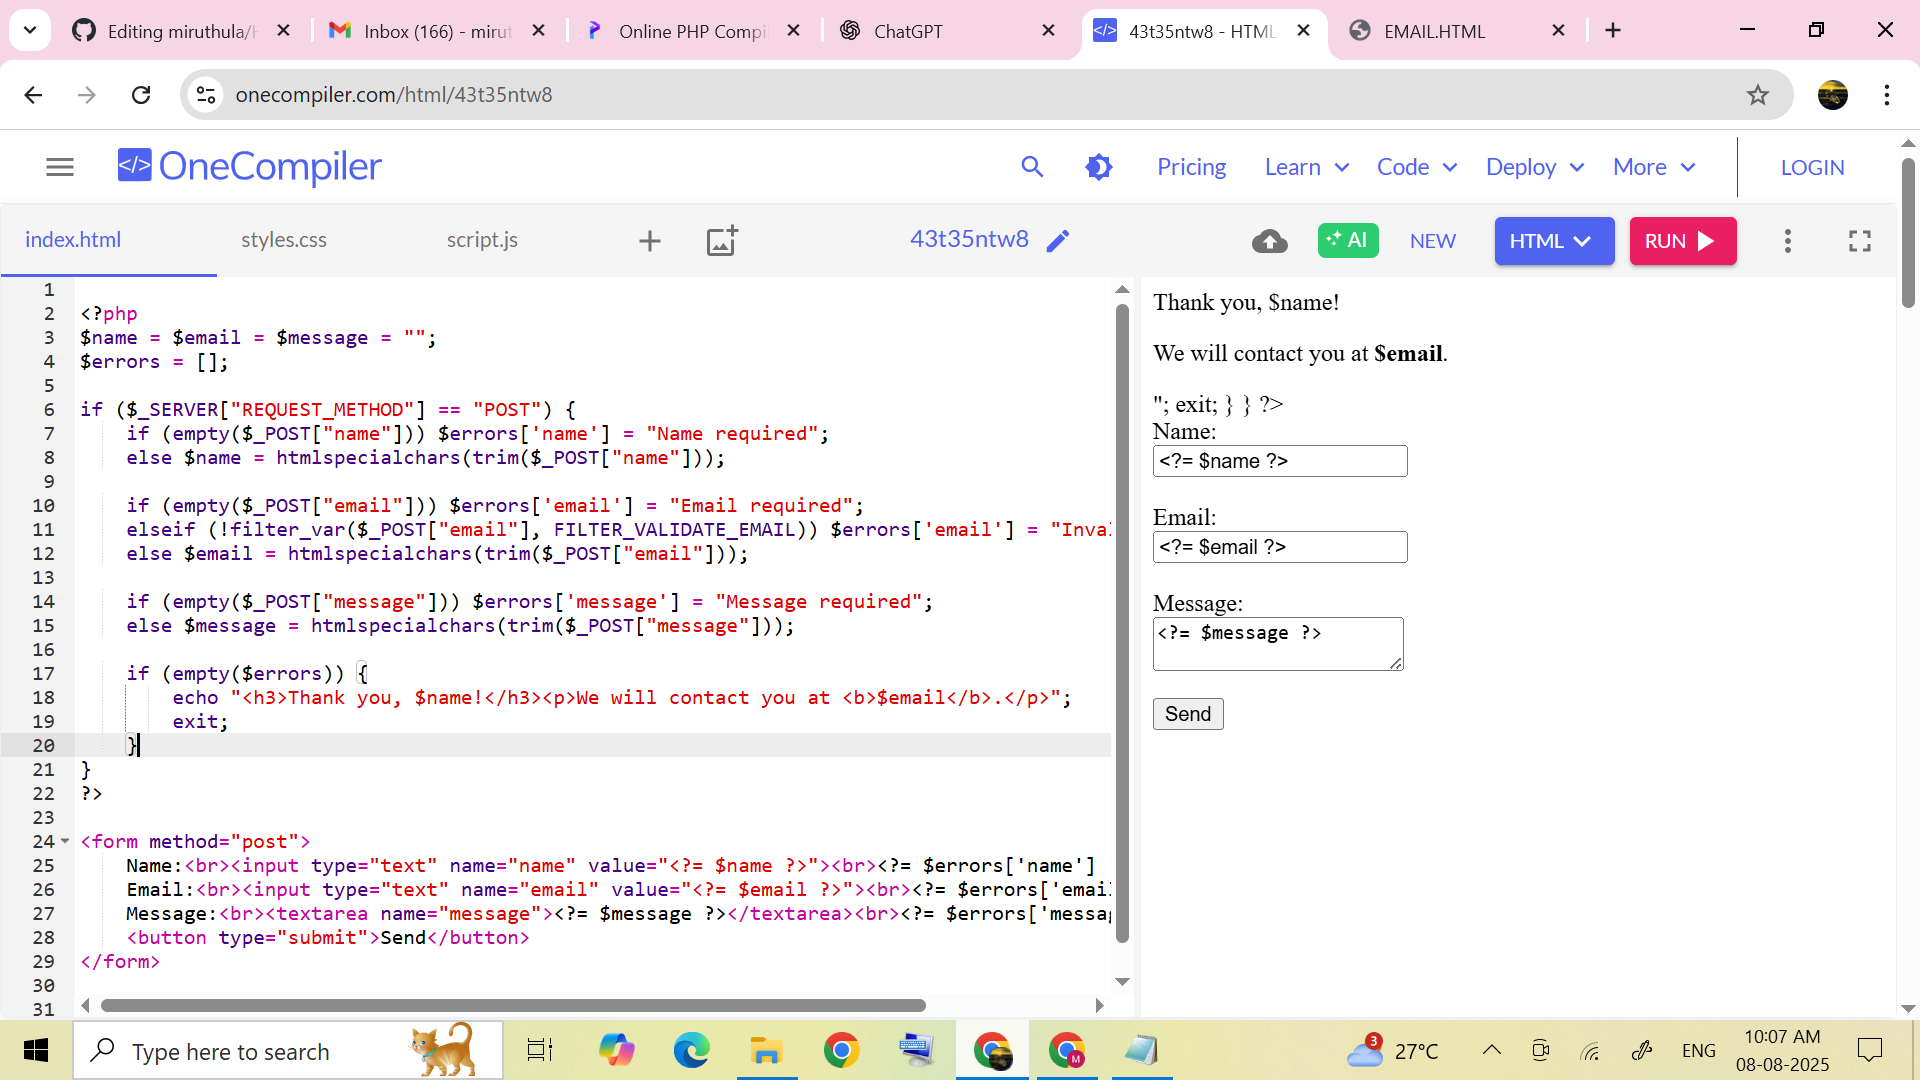 Editing miruthula/
Inbox (166) - mirut
Online PHP Compi
ChatGPT
43t35ntw8 - HTML
EMAIL.HTML
onecompiler.com/html/43t35ntw8
</> OneCompiler
Pricing
Learn
Code
Deploy
More
LOGIN
index.html
styles.css
script.js
43t35ntw8
AI
NEW
HTML
RUN
1
2 <?php
3 $name = $email = $message = "";
4 $errors = [];
5
6 if ($_SERVER["REQUEST_METHOD"] == "POST") {
7 if (empty($_POST["name"])) $errors['name'] = "Name required";
8 else $name = htmlspecialchars(trim($_POST["name"]));
9
10 if (empty($_POST["email"])) $errors['email'] = "Email required";
11 elseif (!filter_var($_POST["email"], FILTER_VALIDATE_EMAIL)) $errors['email'] = "Inva
12 else $email = htmlspecialchars(trim($_POST["email"]));
13
14 if (empty($_POST["message"])) $errors['message'] = "Message required";
15 else $message = htmlspecialchars(trim($_POST["message"]));
16
17 if (empty($errors)) {
18 echo "<h3>Thank you, $name!</h3><p>We will contact you at <b>$email</b>.</p>";
19 exit;
20 }
21 }
22 ?>
23
24 <form method="post">
25 Name:<br><input type="text" name="name" value="<?= $name ?>"><br><?= $errors['name']
26 Email:<br><input type="text" name="email" value="<?= $email ?>"><br><?= $errors['emai
27 Message:<br><textarea name="message"><?= $message ?></textarea><br><?= $errors['messa
28 <button type="submit">Send</button>
29 </form>
30
31
Thank you, $name!
We will contact you at $email.
"; exit; } } ?>
Name:
<?= $name ?>
Email:
<?= $email ?>
Message:
<?= $message ?>
Send
Type here to search
M
3
27°C
ENG
10:07 AM
08-08-2025